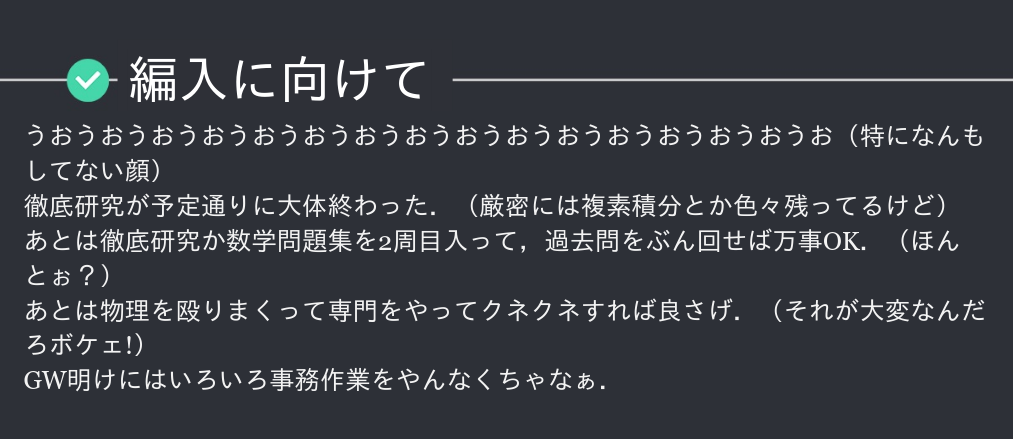 編入に向けて
うおうおうおうおうおうおうおうおうおうおうおうおうおうおうおうお（特になんも
してない顔）
徹底研究が予定通りに大体終わった．（厳密には複素積分とか色々残ってるけど）
あとは徹底研究か数学問題集を2周目入って，過去問をぶん回せば万事OK．（ほん
とぉ？）
あとは物理を殴りまくって専門をやってクネクネすれば良さげ．（それが大変なんだ
ろボケェ!）
GW明けにはいろいろ事務作業をやんなくちゃなぁ．